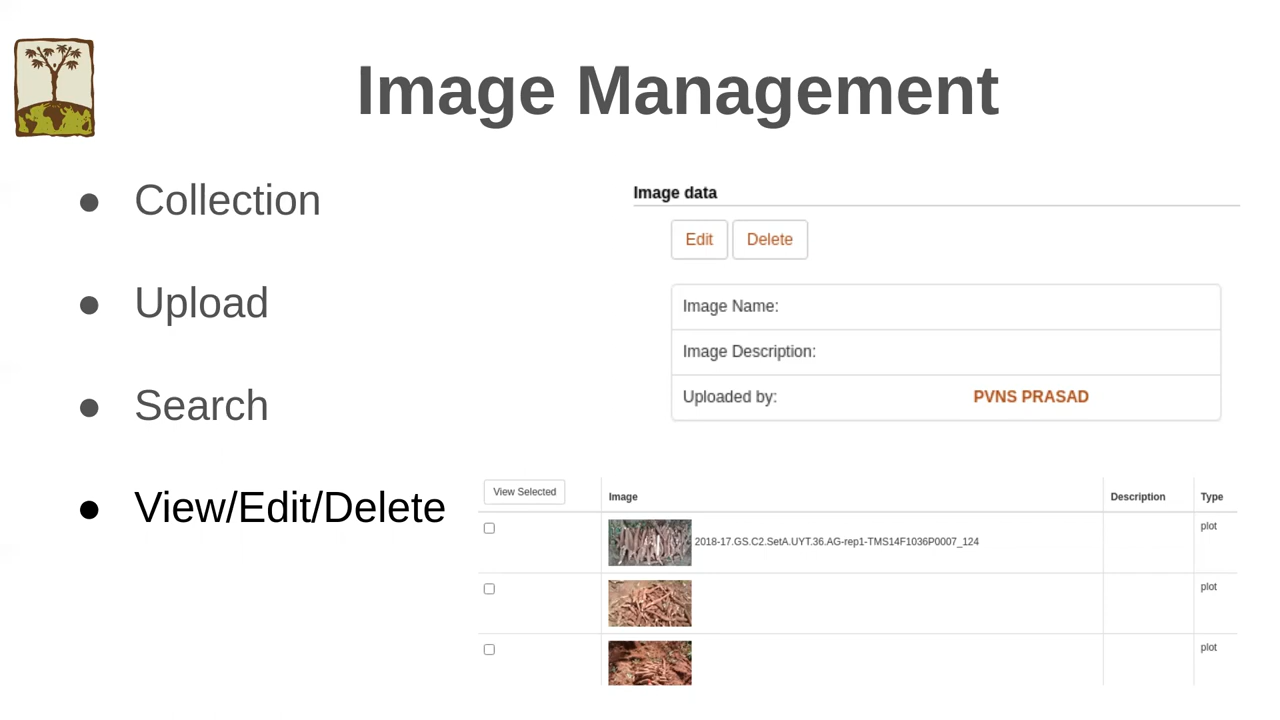 Image Management
● Collection
● Upload
● Search
● View/Edit/Delete
Image data
Edit Delete
Image Name:
Image Description:
Uploaded by: PVNS PRASAD
View Selected Image Description Type
2018-17.GS.C2.SetA.UYT.36.AG-rep1-TMS14F1036P0007_124 plot
plot
plot